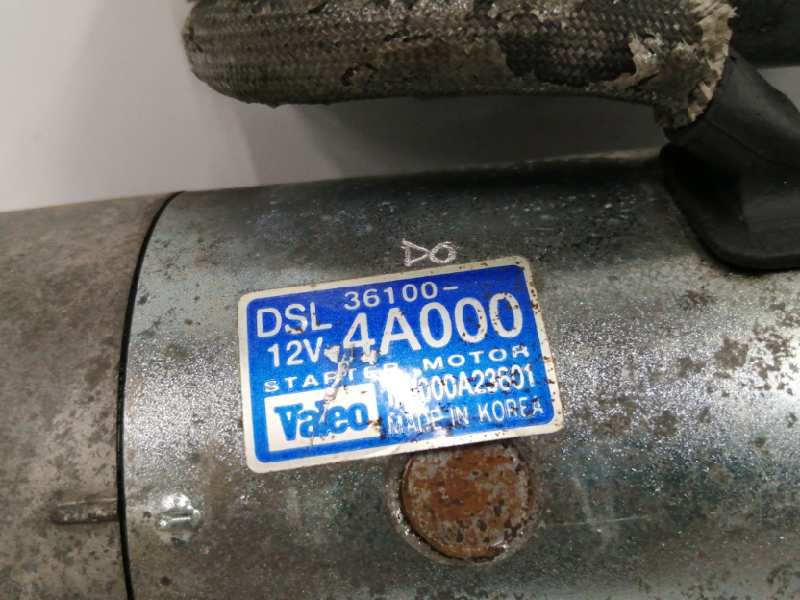 DO
DSL 36100-
12V 4A000
STARTER MOTOR
Valeo
MADE IN KOREA